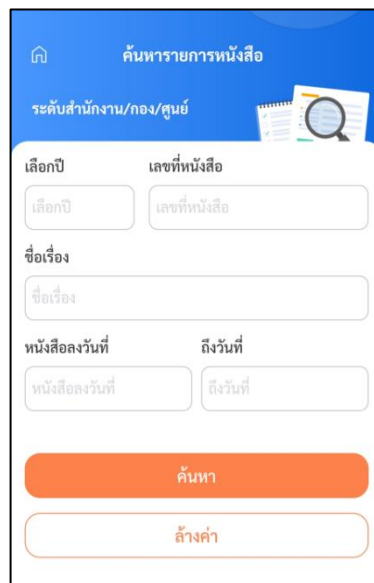 ค้นหารายการหนังสือ
ระดับสำนักงาน/กอง/ศูนย์
เลือกปี เลขที่หนังสือ
เลือกปี เลขที่หนังสือ
ชื่อเรื่อง
ชื่อเรื่อง
หนังสือลงวันที่ ถึงวันที่
หนังสือลงวันที่ ถึงวันที่
ค้นหา
ล้างค่า